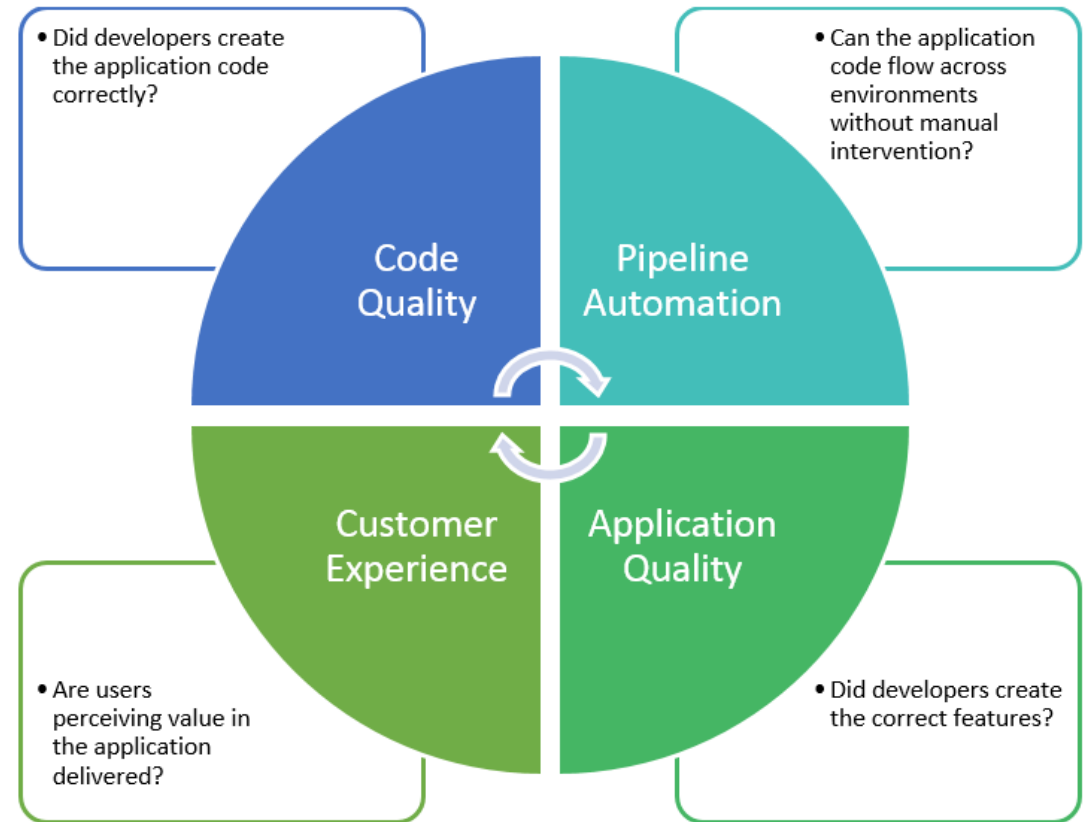 • Did developers create
the application code
correctly?
• Can the application
code flow across
environments
without manual
intervention?
Code
Quality
Pipeline
Automation
Customer
Experience
Application
Quality
• Are users
perceiving value in
the application
delivered?
• Did developers create
the correct features?